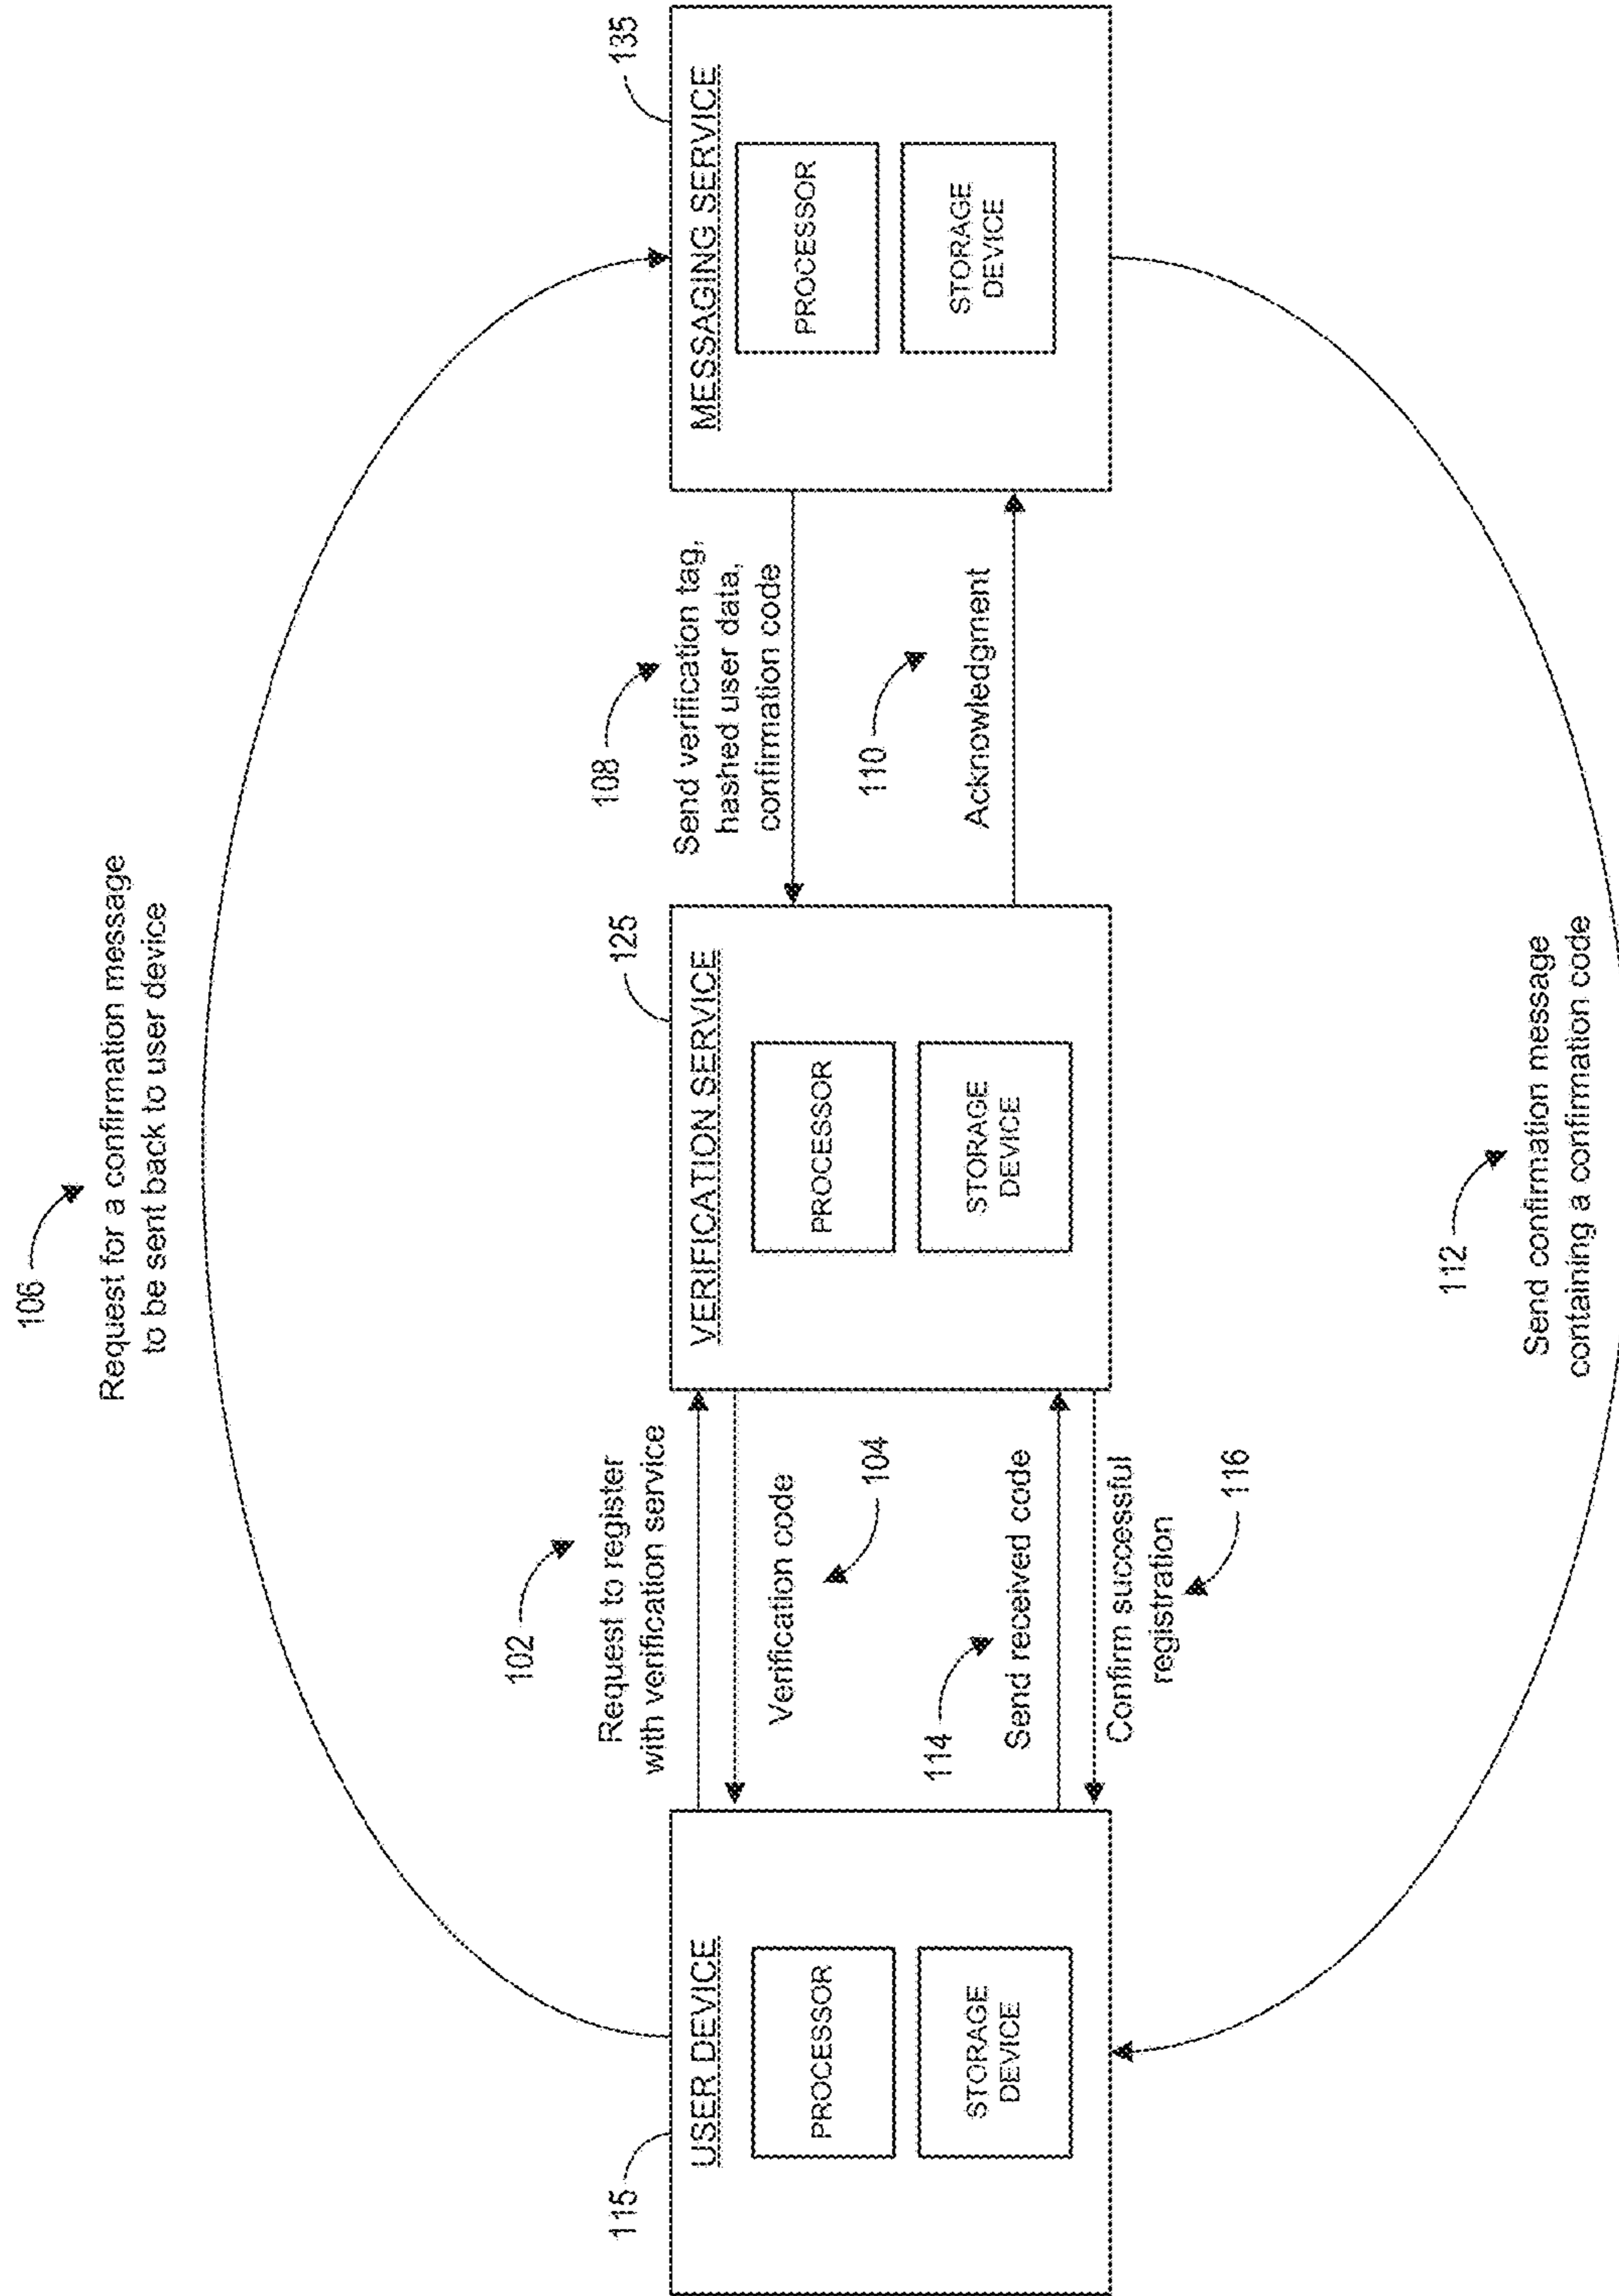 106
Request for a confirmation message
to be sent back to user device
102
Request to register
with verification service
108
Send verification tag,
hashed user data,
confirmation code
115
USER DEVICE
PROCESSOR
STORAGE
DEVICE
Verification code
104
114
Send received code
Confirm successful
registration
116
125
VERIFICATION SERVICE
PROCESSOR
STORAGE
DEVICE
110
Acknowledgment
135
MESSAGING SERVICE
PROCESSOR
STORAGE
DEVICE
112
Send confirmation message
containing a confirmation code